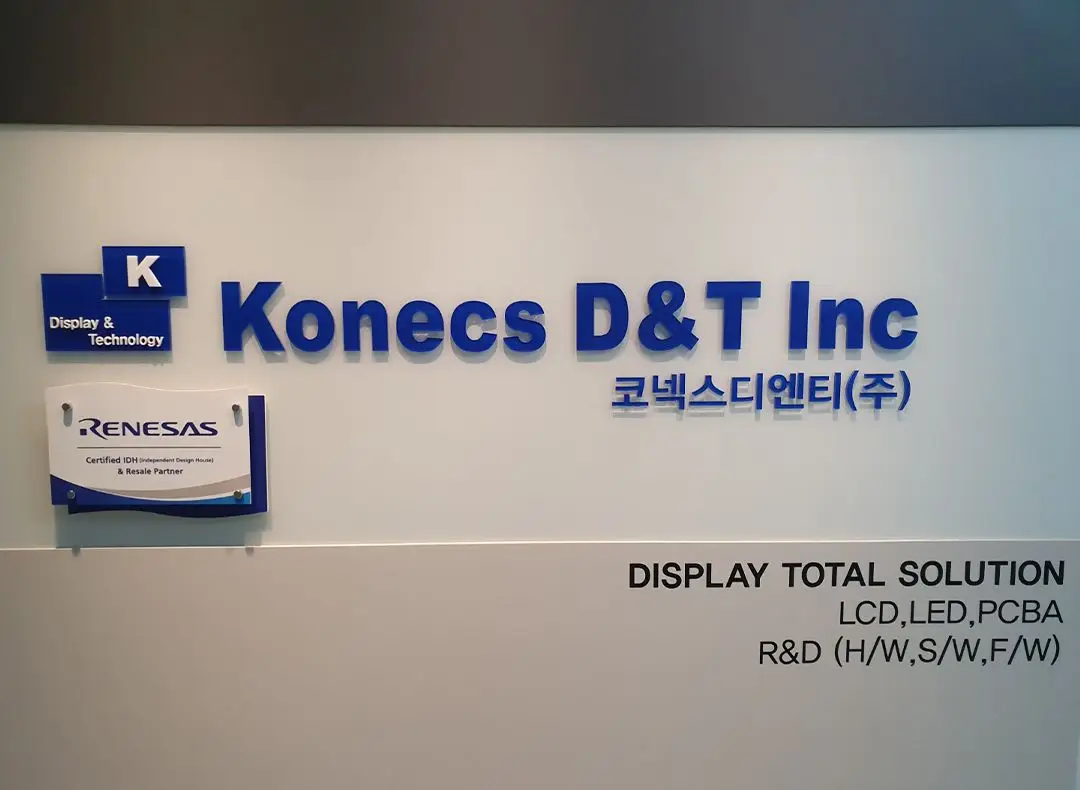 K
Display &
Technology
Konecs D&T Inc
코넥스디엔티(주)
RENESAS
Certified IDH (Independent Design House)
& Resale Partner
DISPLAY TOTAL SOLUTION
LCD,LED,PCBA
R&D (H/W,S/W,F/W)